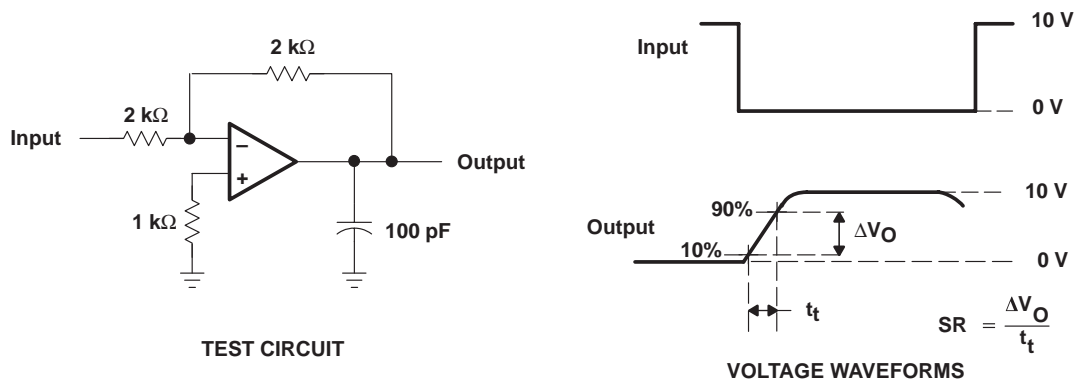 2 kΩ
2 kΩ
Input
−
+
Output
1 kΩ
100 pF
TEST CIRCUIT
Input
10 V
0 V
Output
90%
10%
ΔVO
10 V
0 V
tt
SR = ΔVO
tt
VOLTAGE WAVEFORMS